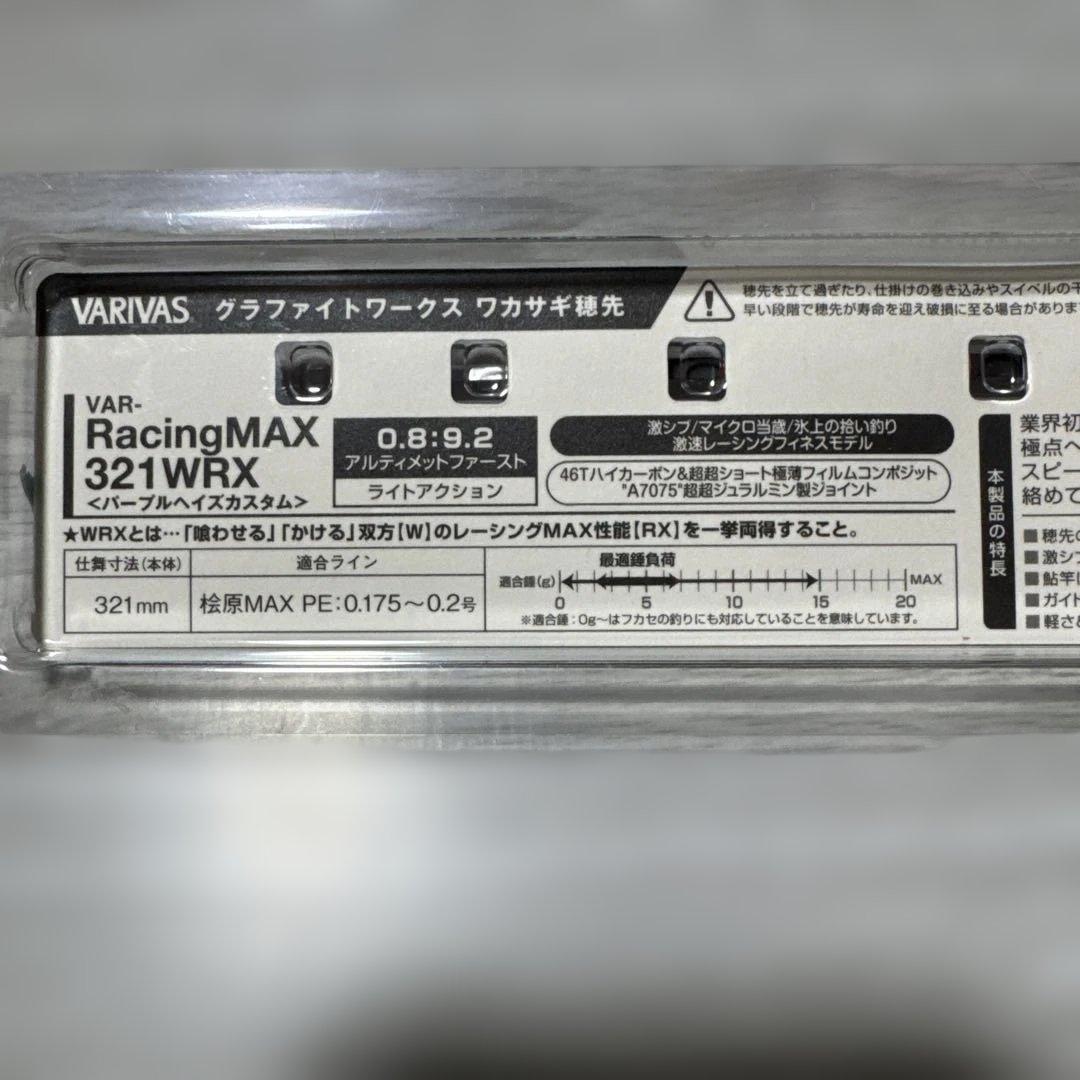 VARIVAS グラファイトワークス ワカサギ穂先
穂先を立て過ぎたり、仕掛けの巻き込みやスイベルの
早い段階で穂先が寿命を迎え破損に至る場合がありま
VAR-
RacingMAX
321WRX
<パープルヘイズカスタム>
0.8:9.2
アルティメットファースト
ライトアクション
激シブ/マイクロ当歳/氷上の拾い釣り
激速レーシングフィネスモデル
46Tハイカーボン&超超ショート極薄フィルムコンポジット
"A7075"超超ジュラルミン製ジョイント
★WRXとは…「喰わせる」「かける」双方【W】のレーシングMAX性能【RX】を一挙両得すること。
仕舞寸法(本体)
321mm
適合ライン
桧原MAX PE:0.175〜0.2号
最適錘負荷
適合錘(g)
MAX
0 5 10 15 20
※適合錘:0g〜はフカセの釣りにも対応していることを意味しています。
本製品の特長
業界初
極点へ
スピー
絡めて
■穂先の
■激シブ
■鮎竿
■ガイド
■軽さ